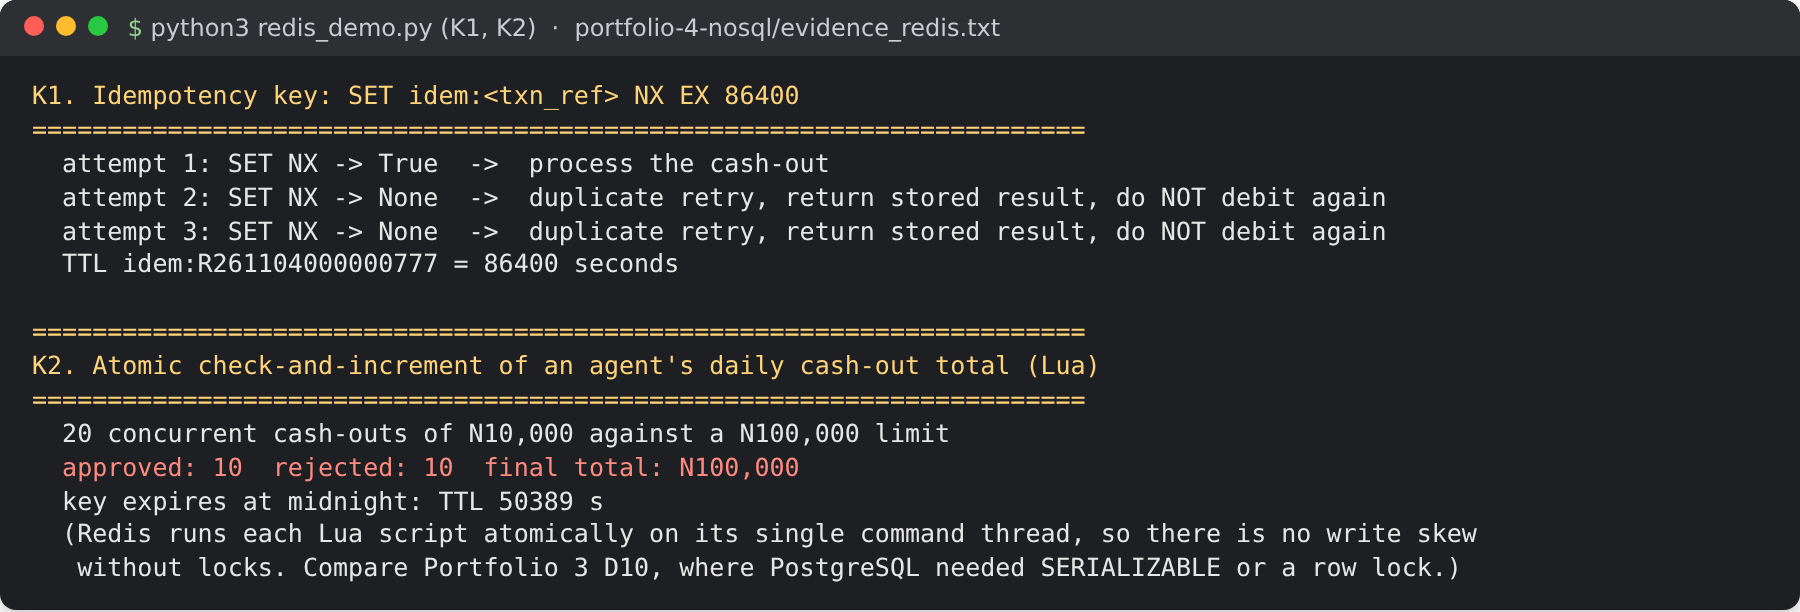 $ python3 redis_demo.py (K1, K2) · portfolio-4-nosql/evidence_redis.txt
K1. Idempotency key: SET idem:<txn_ref> NX EX 86400
======================================================================
attempt 1: SET NX -> True  ->  process the cash-out
attempt 2: SET NX -> None  ->  duplicate retry, return stored result, do NOT debit again
attempt 3: SET NX -> None  ->  duplicate retry, return stored result, do NOT debit again
TTL idem:R261104000000777 = 86400 seconds
======================================================================
K2. Atomic check-and-increment of an agent's daily cash-out total (Lua)
======================================================================
20 concurrent cash-outs of N10,000 against a N100,000 limit
approved: 10  rejected: 10  final total: N100,000
key expires at midnight: TTL 50389 s
(Redis runs each Lua script atomically on its single command thread, so there is no write skew
without locks. Compare Portfolio 3 D10, where PostgreSQL needed SERIALIZABLE or a row lock.)